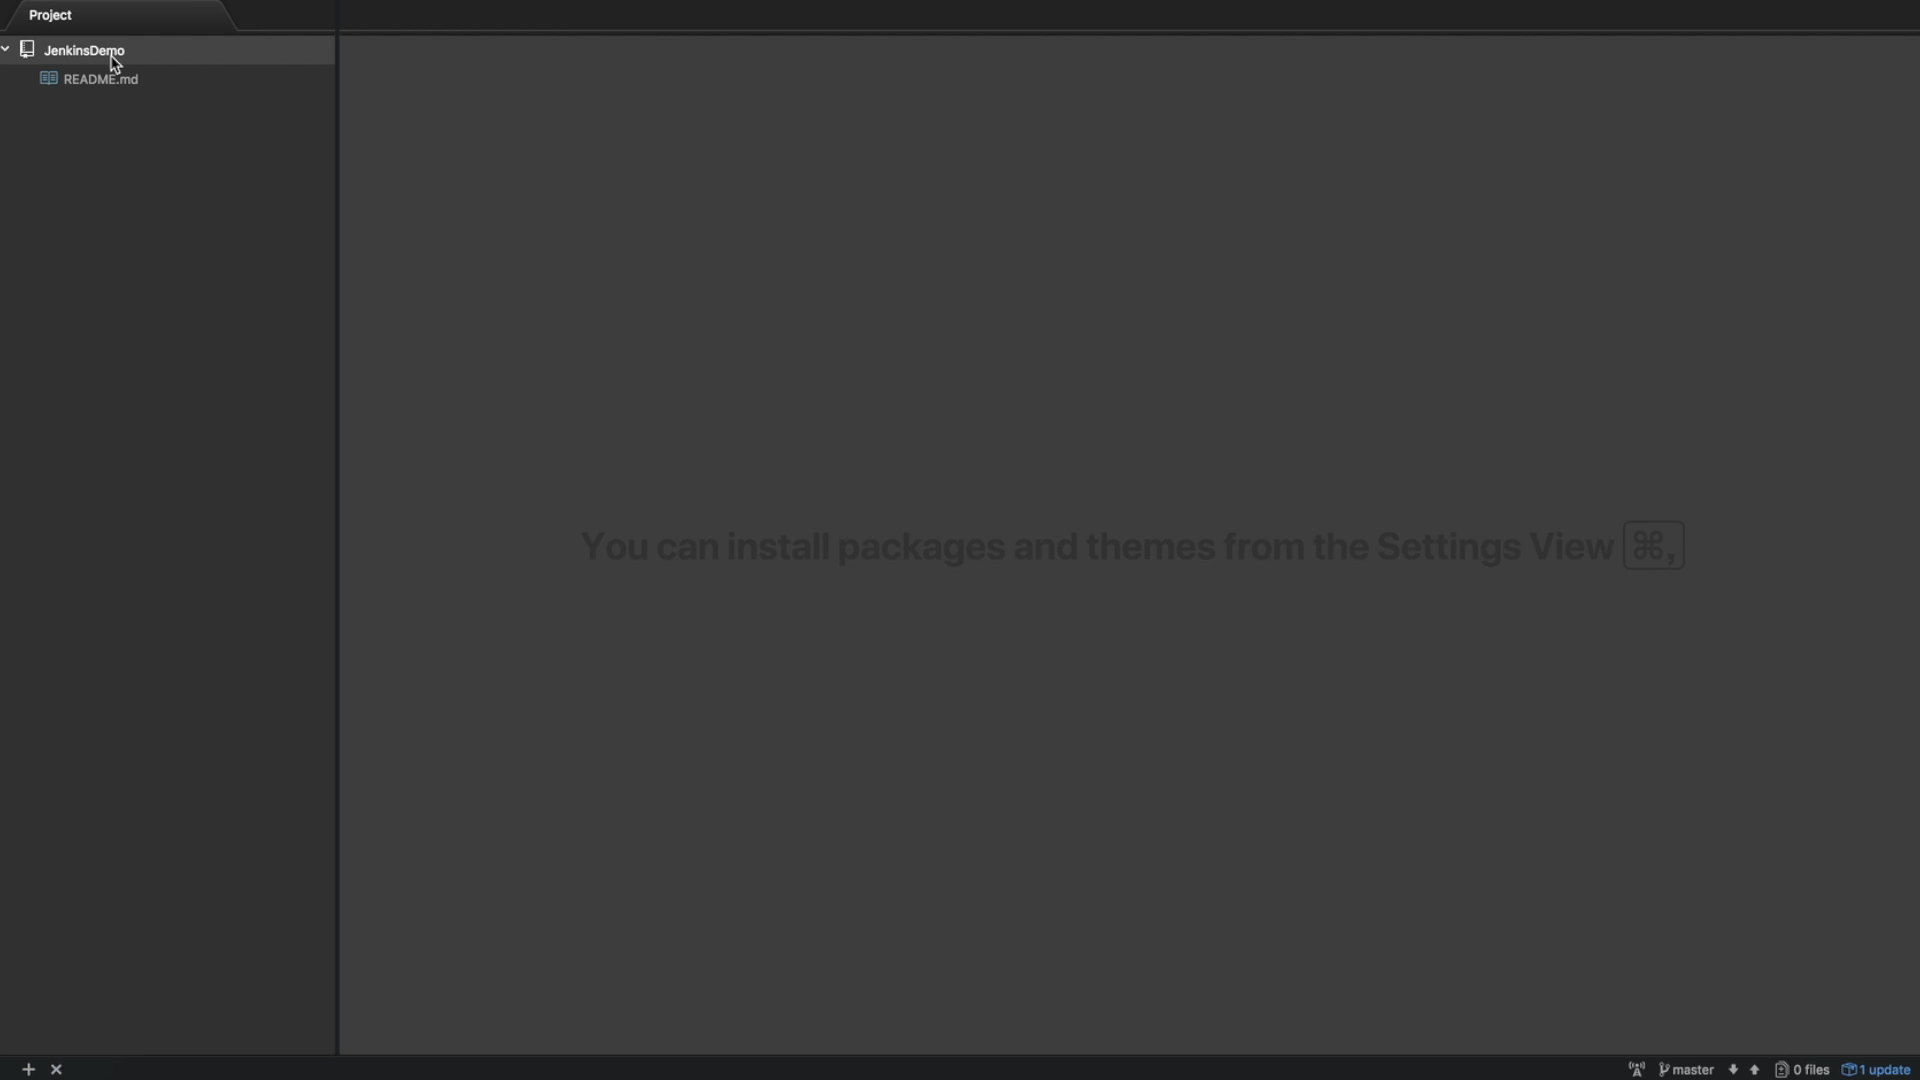 Project
JenkinsDemo
README.md
You can install packages and themes from the Settings View ⌘,
master
0 files
1 update